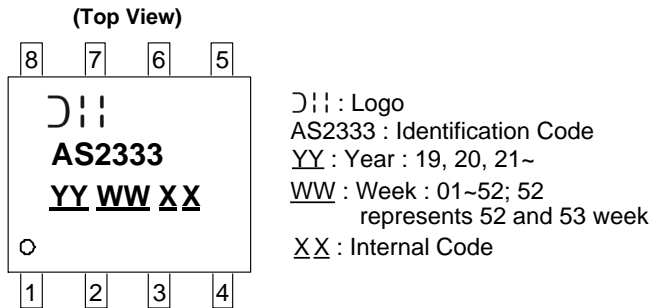 (Top View)
8 7 6 5
AS2333
YY WW X X
1 2 3 4
: Logo
AS2333 : Identification Code
YY : Year : 19, 20, 21~
WW : Week : 01~52; 52
represents 52 and 53 week
X X : Internal Code